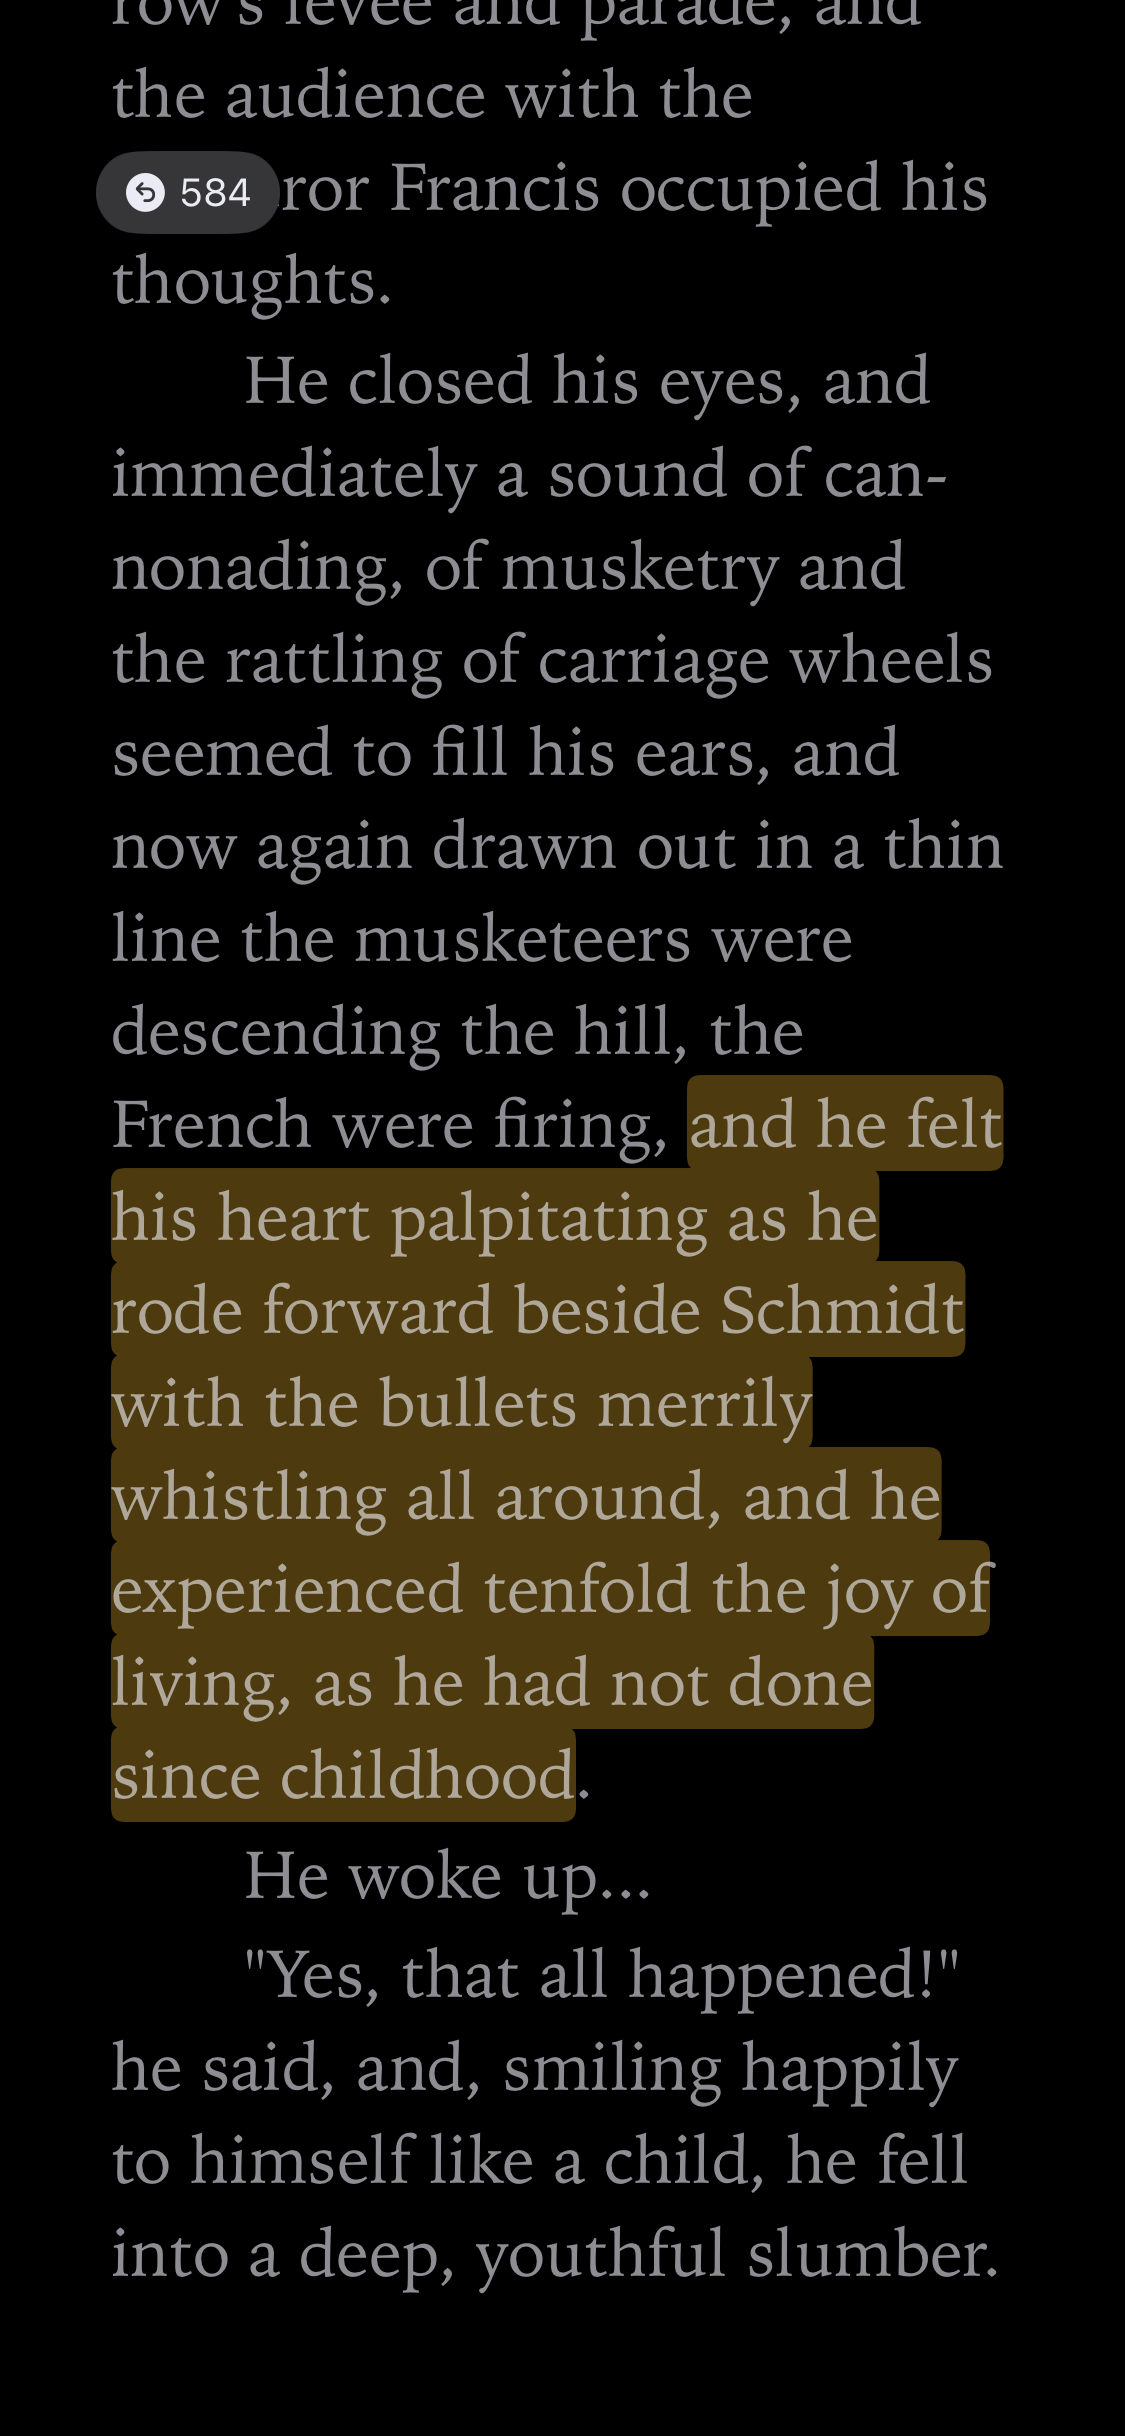 row's levee and parade, and
the audience with the
584 ror Francis occupied his
thoughts.
He closed his eyes, and
immediately a sound of can-
nonading, of musketry and
the rattling of carriage wheels
seemed to fill his ears, and
now again drawn out in a thin
line the musketeers were
descending the hill, the
French were firing, and he felt
his heart palpitating as he
rode forward beside Schmidt
with the bullets merrily
whistling all around, and he
experienced tenfold the joy of
living, as he had not done
since childhood.
He woke up...
"Yes, that all happened!"
he said, and, smiling happily
to himself like a child, he fell
into a deep, youthful slumber.